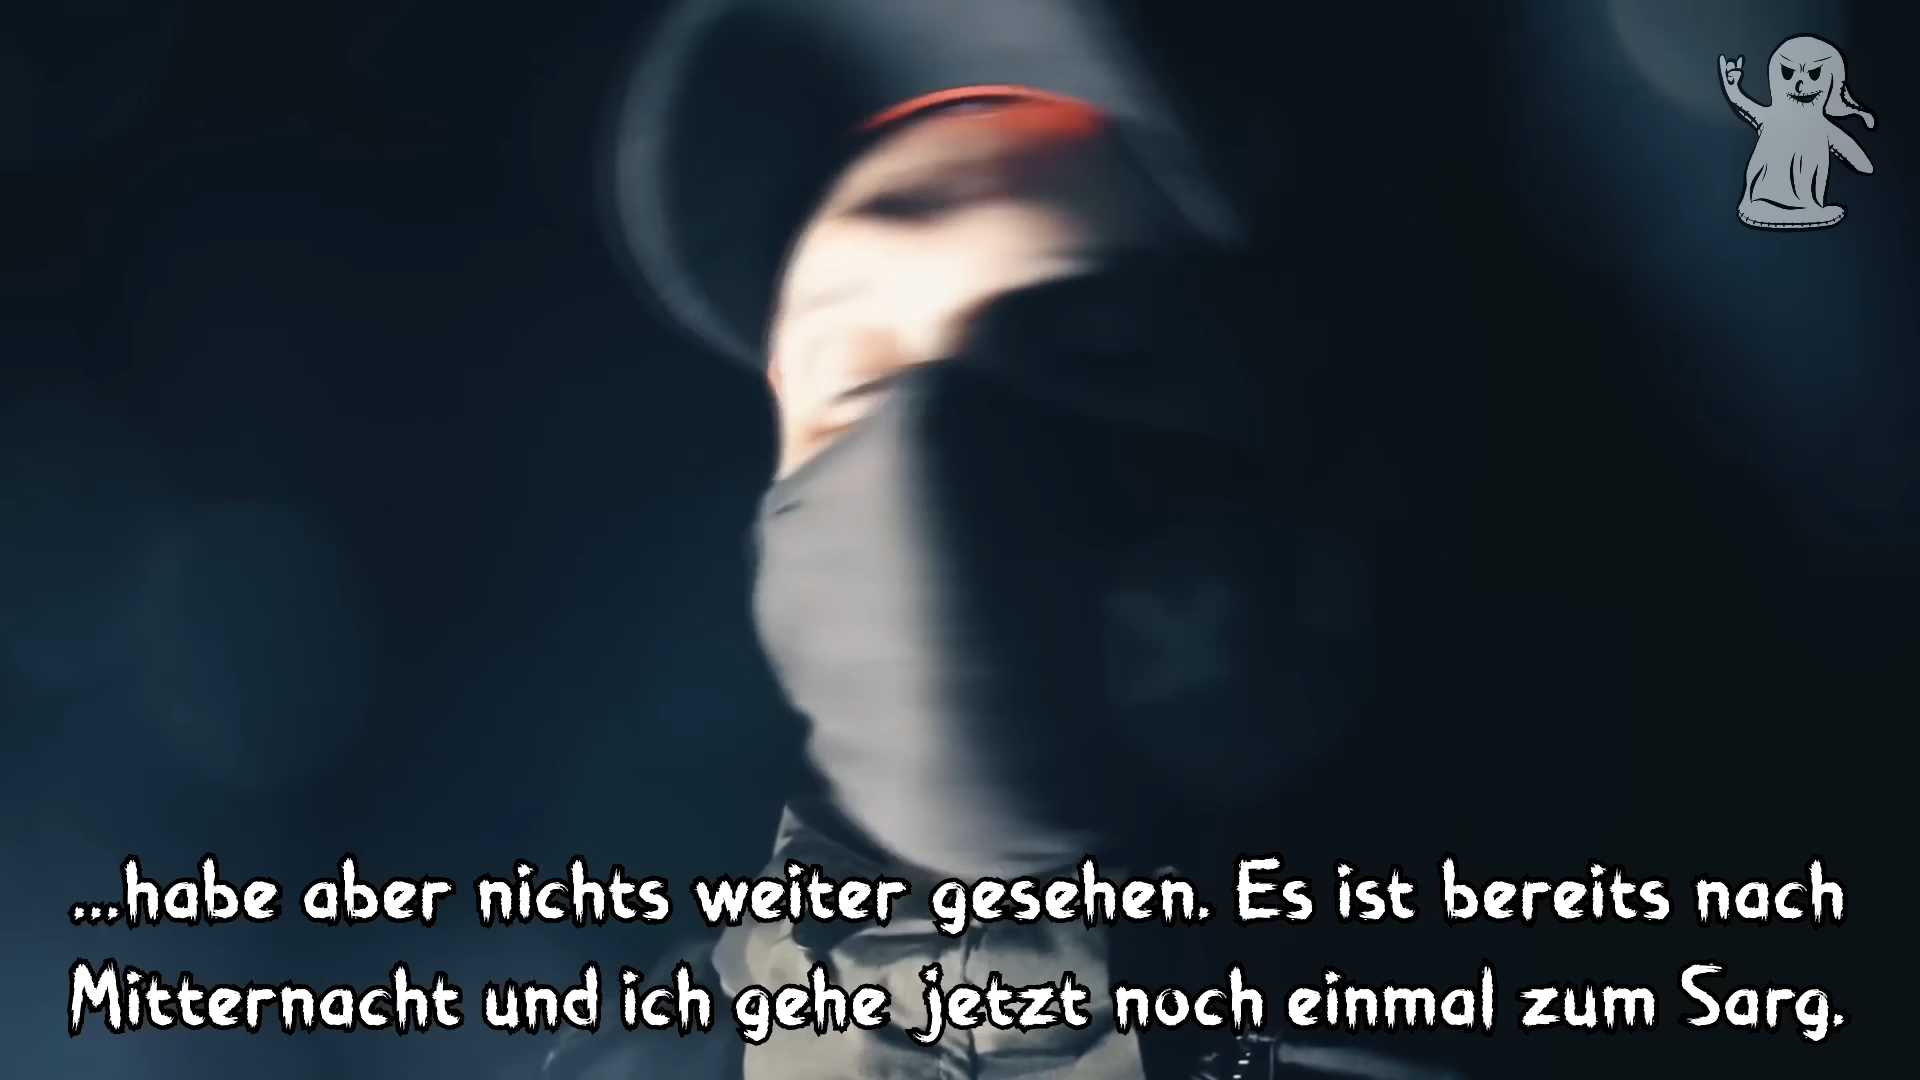 ...habe aber nichts weiter gesehen. Es ist bereits nach
Mitternacht und ich gehe jetzt noch einmal zum Sarg.